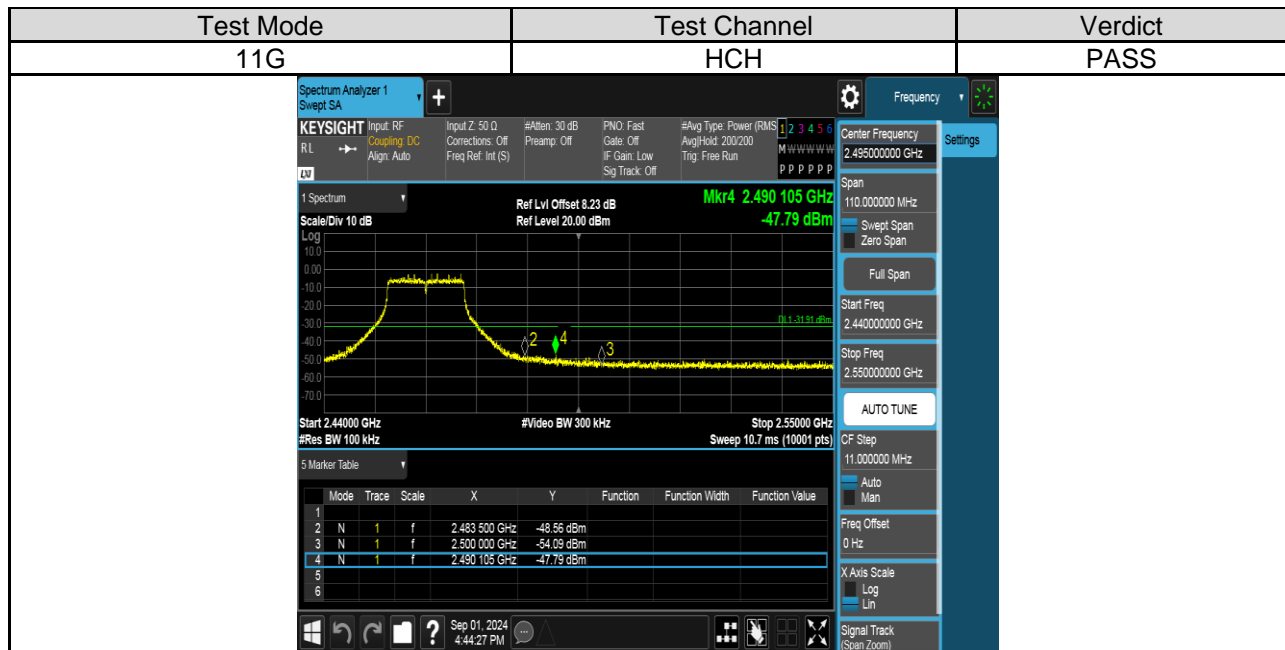 Test Mode Test Channel Verdict
11G HCH PASS
Spectrum Analyzer 1
Swept SA
+
Frequency
KEYSIGHT
RL
LXI
Input: RF
Coupling: DC
Align: Auto
Input Z: 50 Ω
Corrections: Off
Freq Ref: Int (S)
#Atten: 30 dB
Preamp: Off
PNO: Fast
Gate: Off
IF Gain: Low
Sig Track: Off
#Avg Type: Power (RMS
Avg|Hold: 200/200
Trig: Free Run
1 2 3 4 5 6
M W W W W W
P P P P P P
1 Spectrum
Scale/Div 10 dB
Ref Lvl Offset 8.23 dB
Ref Level 20.00 dBm
Mkr4 2.490 105 GHz
-47.79 dBm
Log
10.0
0.00
-10.0
-20.0
-30.0
-40.0
-50.0
-60.0
-70.0
DL1 -31.91 dBm
2
4
3
Start 2.44000 GHz
#Res BW 100 kHz
#Video BW 300 kHz
Stop 2.55000 GHz
Sweep 10.7 ms (10001 pts)
5 Marker Table
Mode Trace Scale X Y Function Function Width Function Value
1
2 N 1 f 2.483 500 GHz -48.56 dBm
3 N 1 f 2.500 000 GHz -54.09 dBm
4 N 1 f 2.490 105 GHz -47.79 dBm
5
6
?
Sep 01, 2024
4:44:27 PM
Center Frequency
2.495000000 GHz
Settings
Span
110.000000 MHz
Swept Span
Zero Span
Full Span
Start Freq
2.440000000 GHz
Stop Freq
2.550000000 GHz
AUTO TUNE
CF Step
11.000000 MHz
Auto
Man
Freq Offset
0 Hz
X Axis Scale
Log
Lin
Signal Track
(Span Zoom)